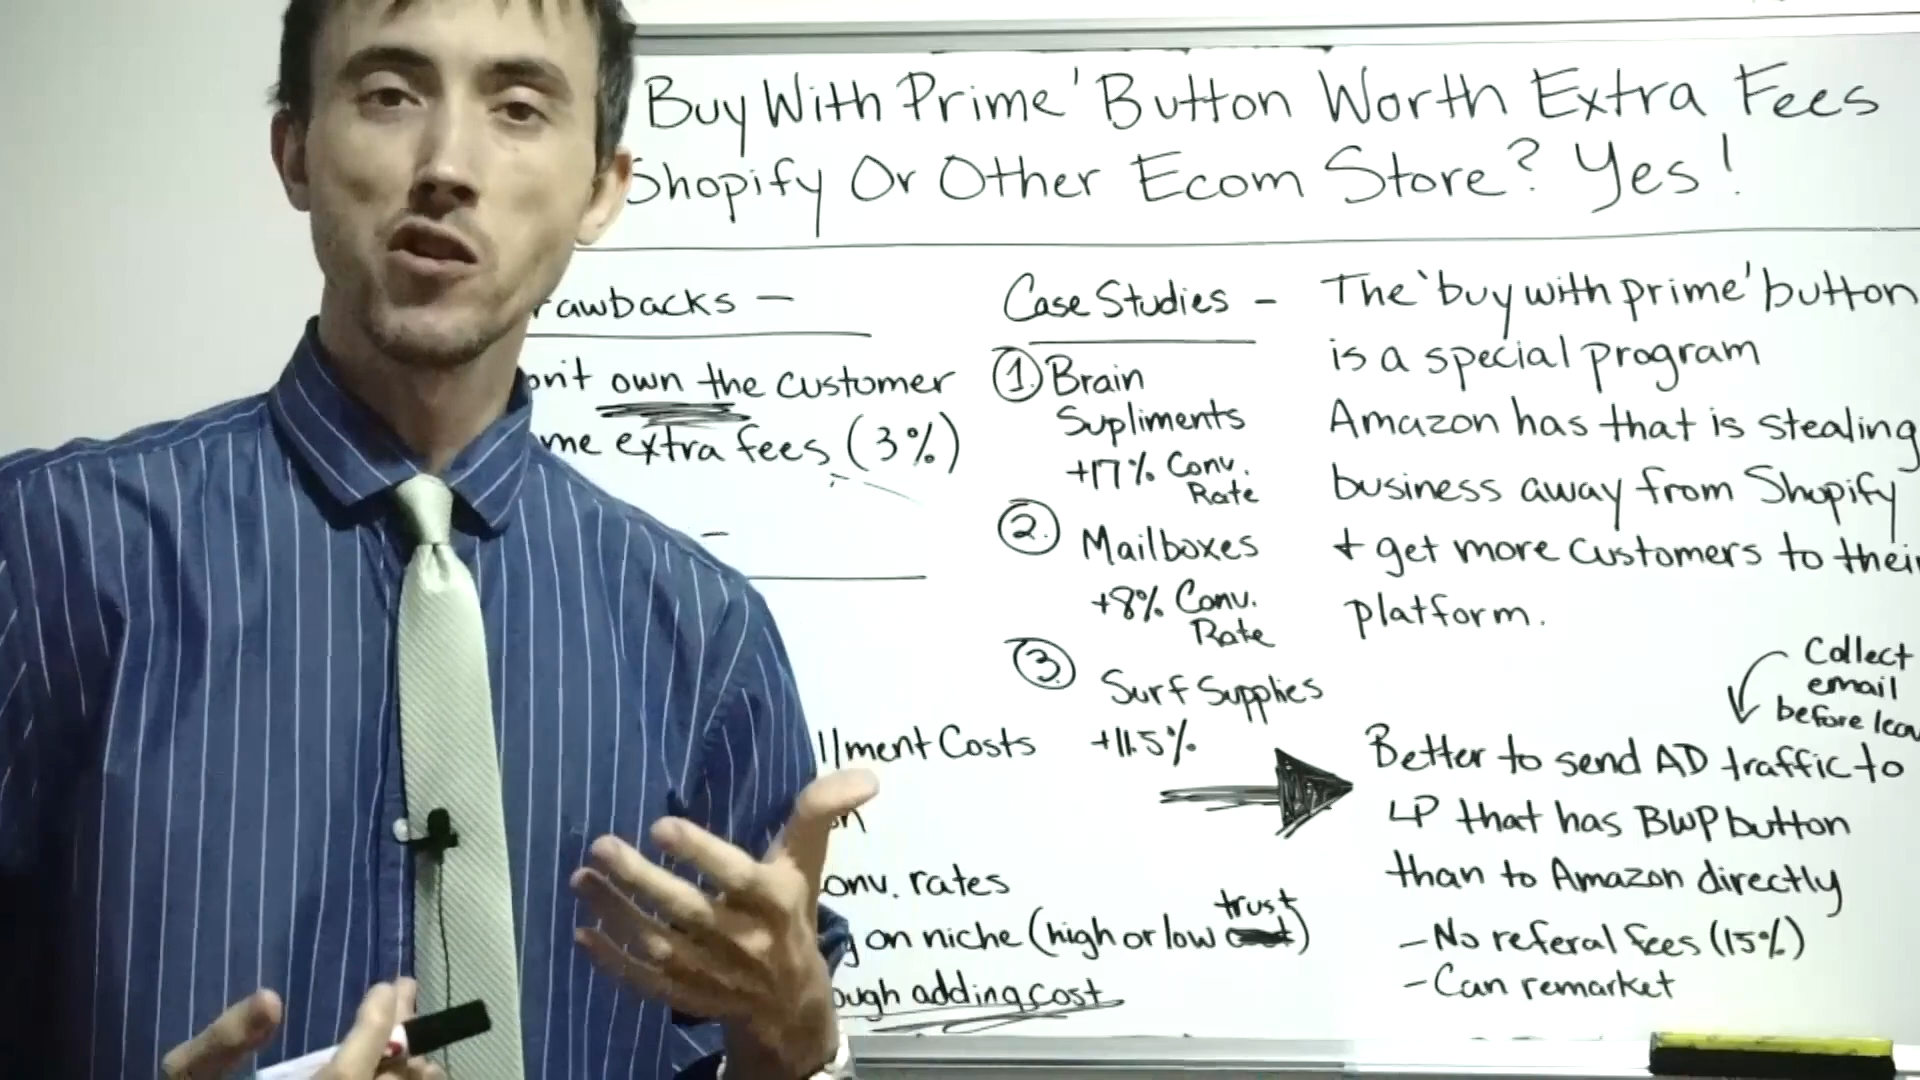 Buy With Prime' Button Worth Extra Fees
Shopify Or Other Ecom Store? Yes!
rawbacks —
on't own the customer
me extra fees (3%)
—
llment Costs
on
onv. rates
g on niche (high or low trust)
ough adding cost
Case Studies –
1. Brain
Supliments
+17% Conv.
Rate
2. Mailboxes
+8% Conv.
Rate
3. Surf Supplies
+11.5%
The 'buy with prime' button
is a special program
Amazon has that is stealing
business away from Shopify
+ get more customers to their
platform.
Collect
email
before leav
Better to send AD traffic to
LP that has BWP button
than to Amazon directly
– No referal fees (15%)
– Can remarket